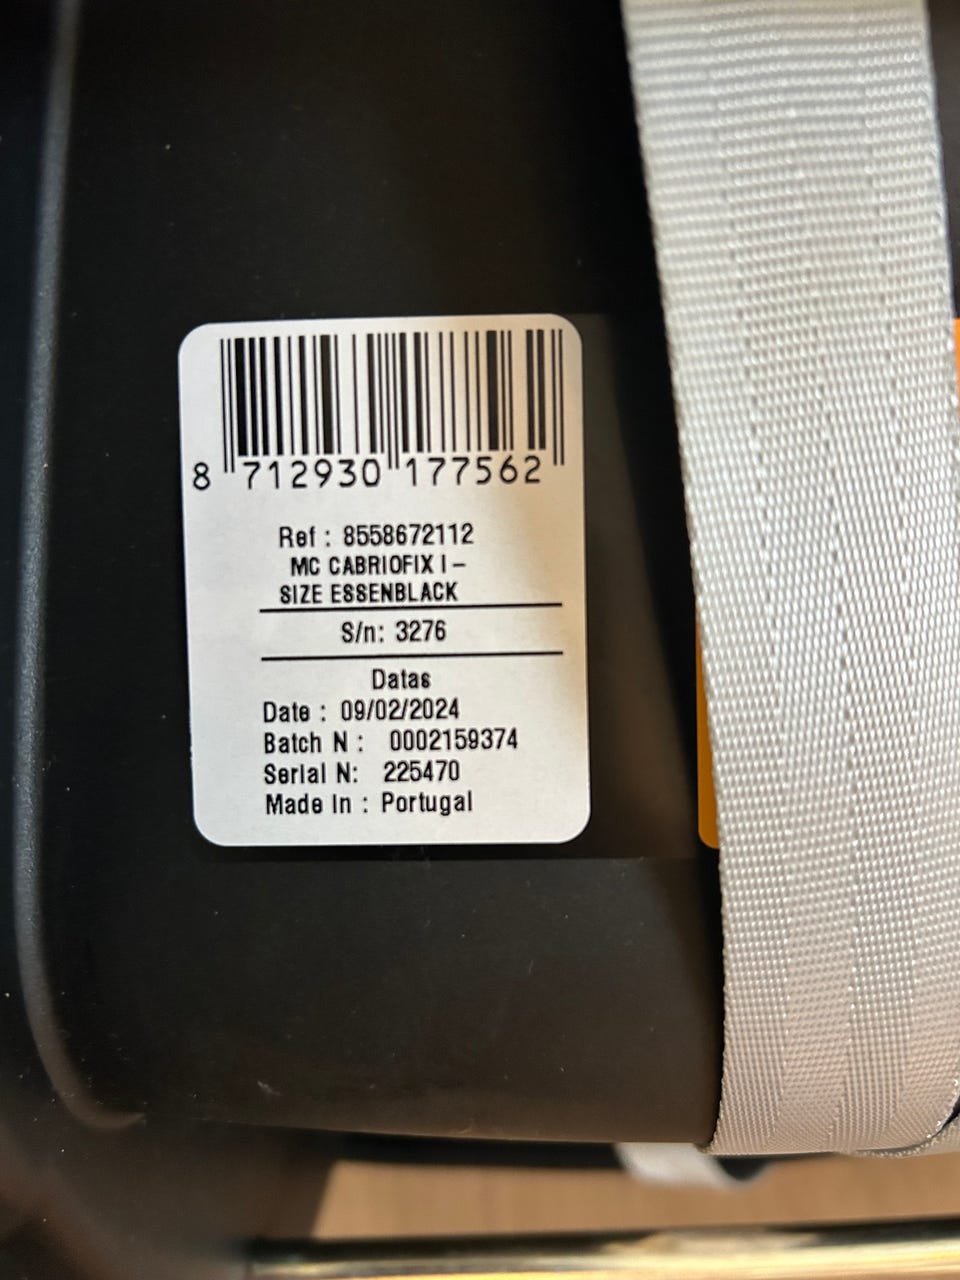 8 712930 177562
Ref : 8558672112
MC CABRIOFIX I -
SIZE ESSENBLACK
S/n: 3276
Datas
Date : 09/02/2024
Batch N : 0002159374
Serial N: 225470
Made In : Portugal